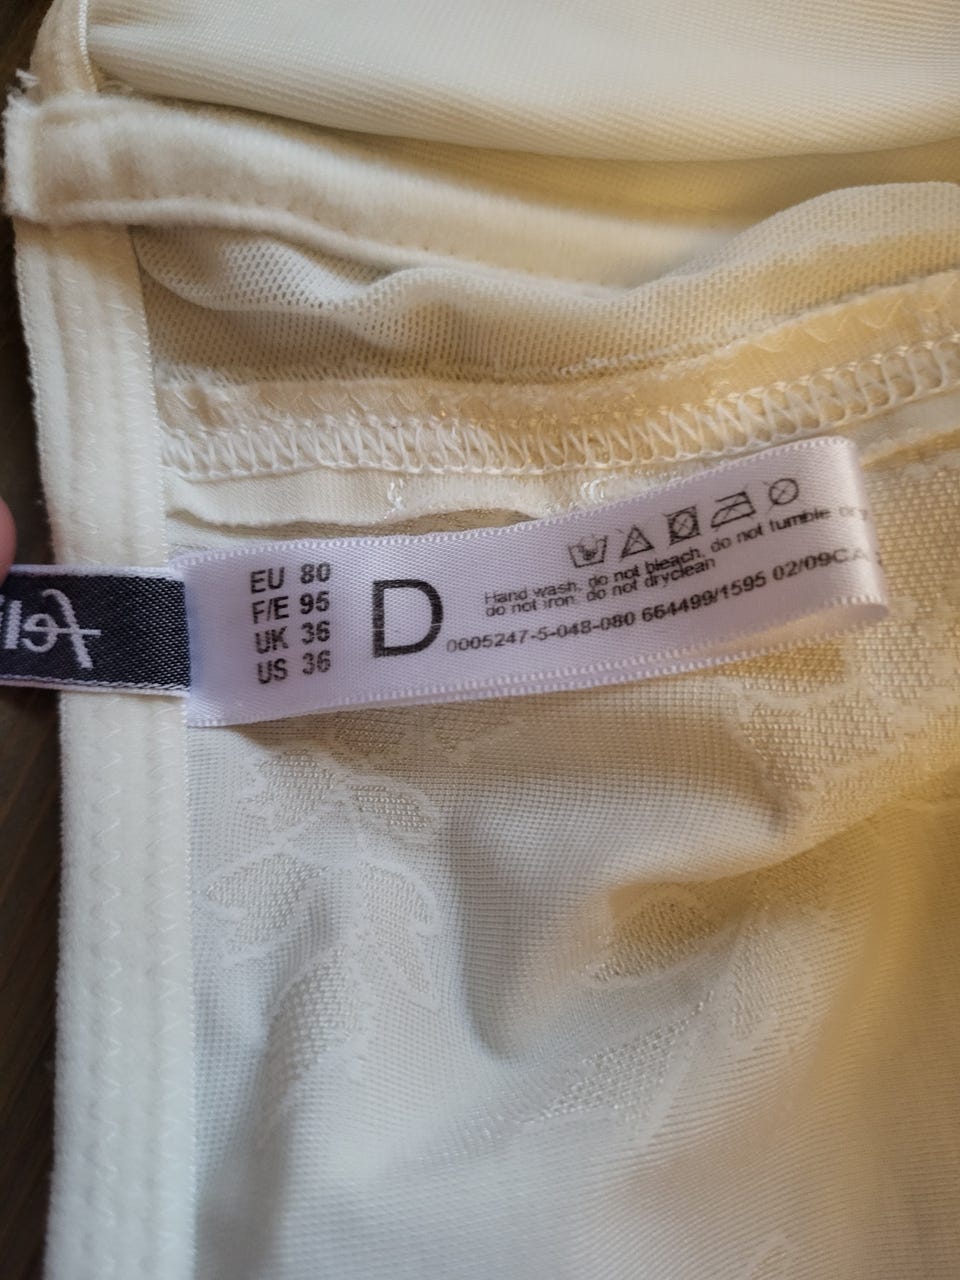 EU 80
F/E 95
UK 36
US 36
D
Hand wash, do not bleach, do not tumble dry
do not iron, do not dryclean
0005247-5-048-080 664499/1595 02/09CA